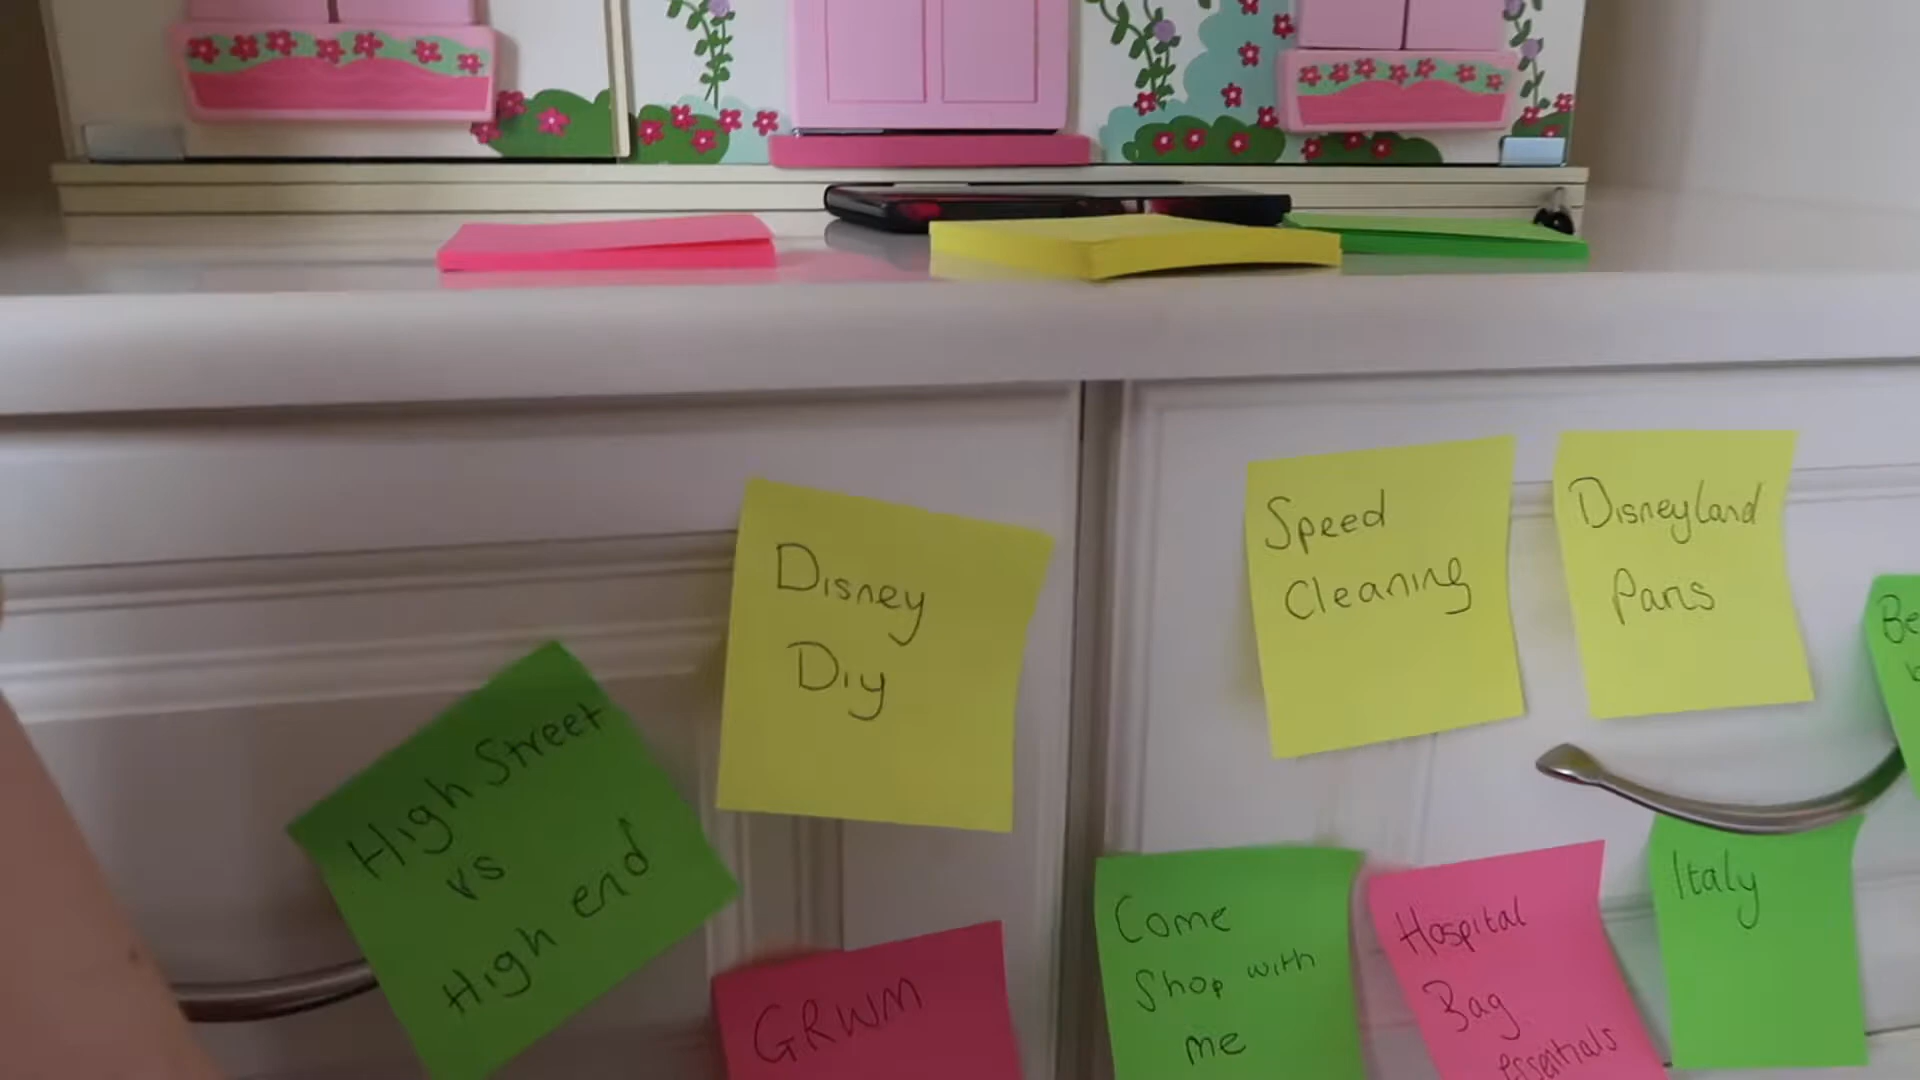 High Street
vs
High end
Disney
Diy
Speed
Cleaning
Disneyland
Paris
Be
GRWM
Come
Shop with
me
Hospital
Bag
essentials
Italy